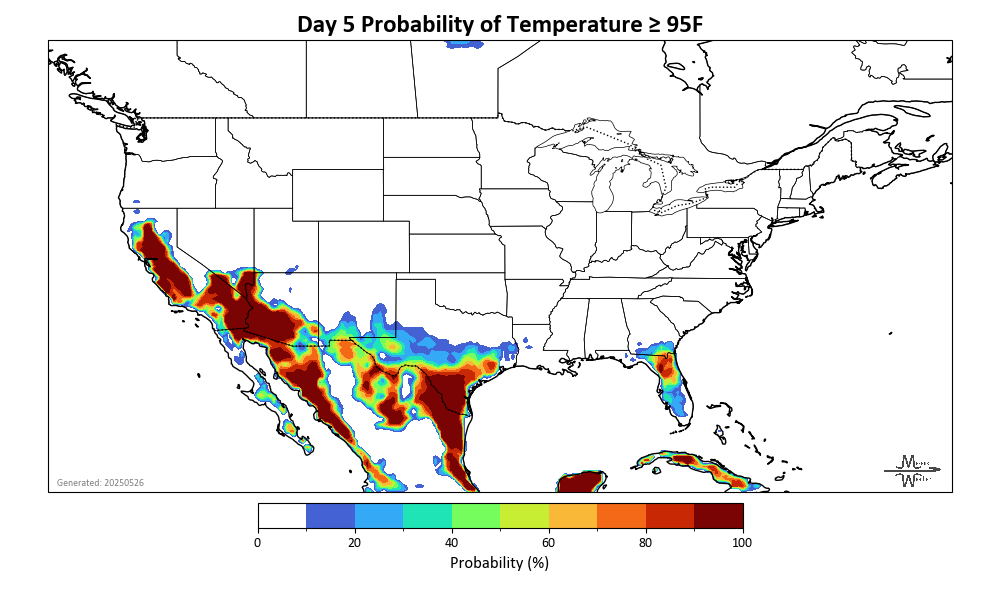 Day 5 Probability of Temperature ≥ 95F
Generated: 20250526
0 20 40 60 80 100
Probability (%)